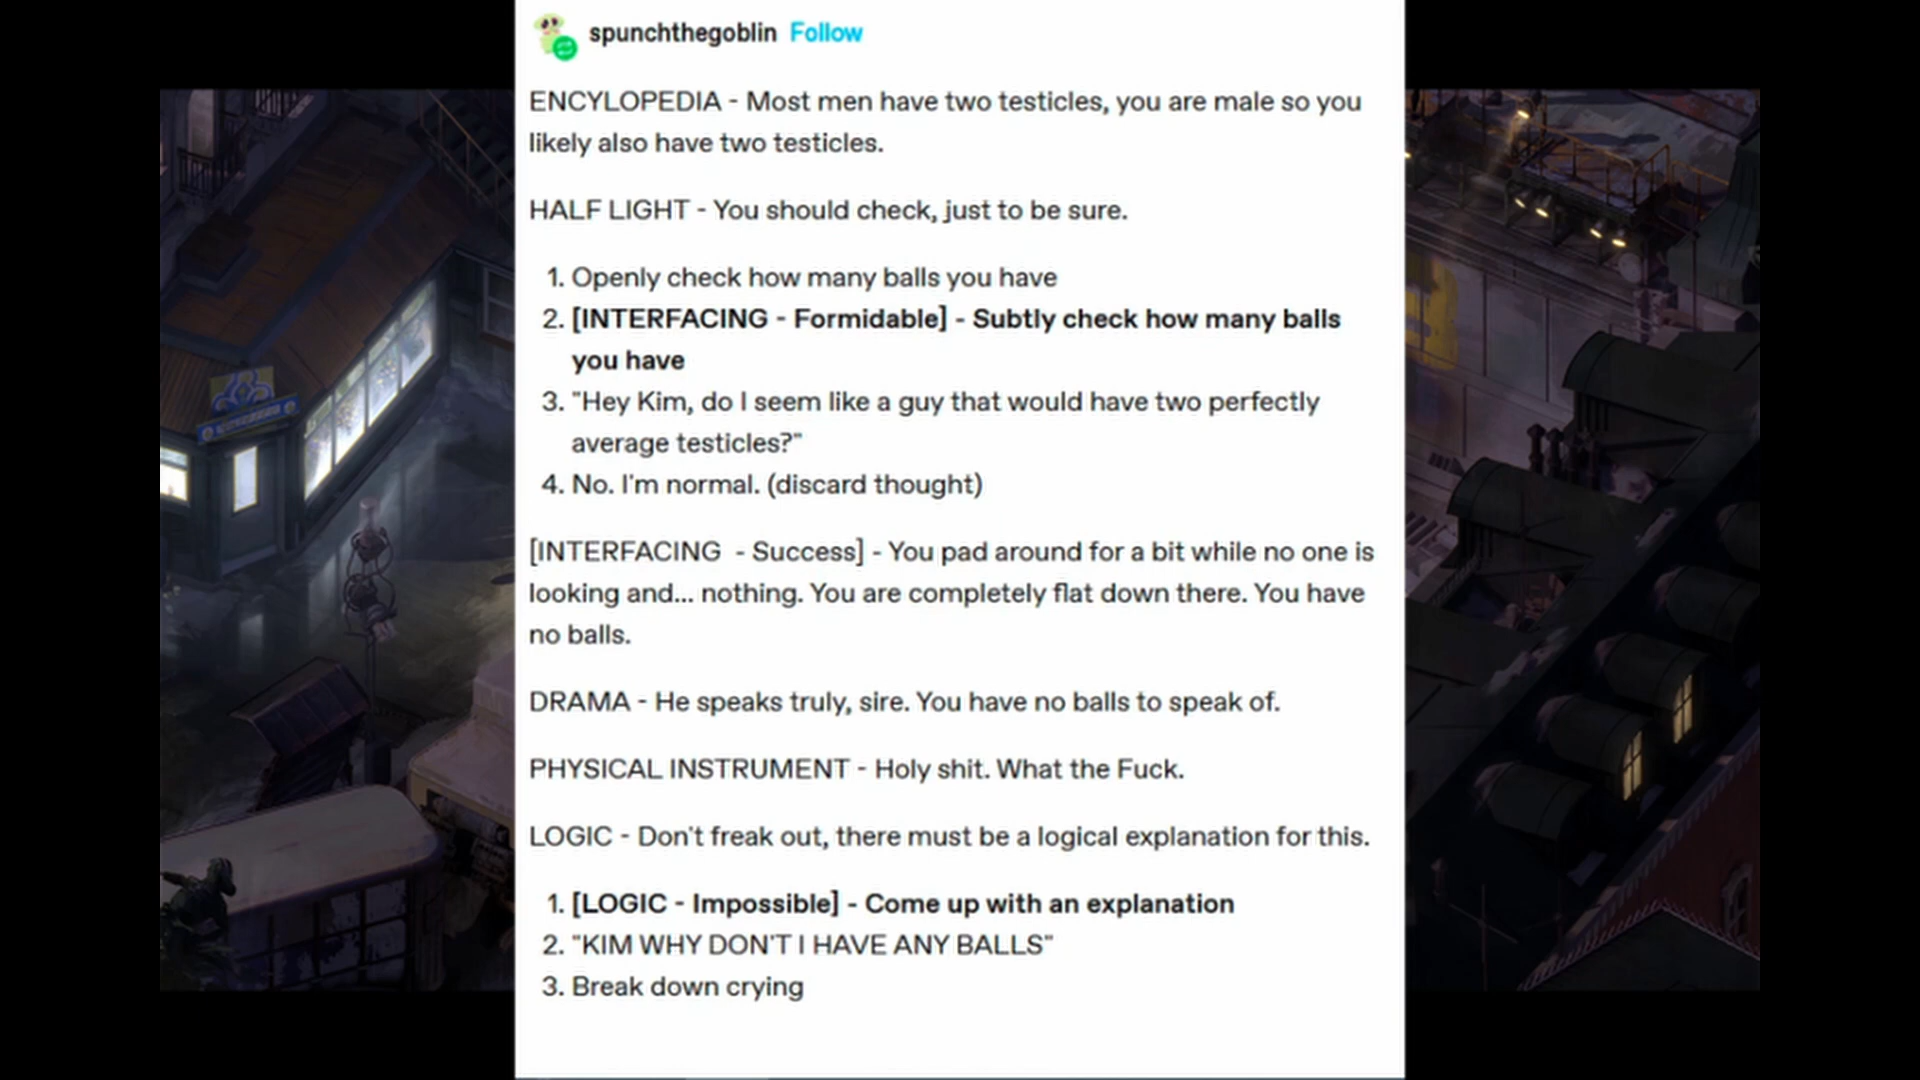 spunchthegoblin Follow
ENCYLOPEDIA - Most men have two testicles, you are male so you
likely also have two testicles.
HALF LIGHT - You should check, just to be sure.
1. Openly check how many balls you have
2. [INTERFACING - Formidable] - Subtly check how many balls
you have
3. "Hey Kim, do I seem like a guy that would have two perfectly
average testicles?"
4. No. I'm normal. (discard thought)
[INTERFACING - Success] - You pad around for a bit while no one is
looking and... nothing. You are completely flat down there. You have
no balls.
DRAMA - He speaks truly, sire. You have no balls to speak of.
PHYSICAL INSTRUMENT - Holy shit. What the Fuck.
LOGIC - Don't freak out, there must be a logical explanation for this.
1. [LOGIC - Impossible] - Come up with an explanation
2. "KIM WHY DON'T I HAVE ANY BALLS"
3. Break down crying